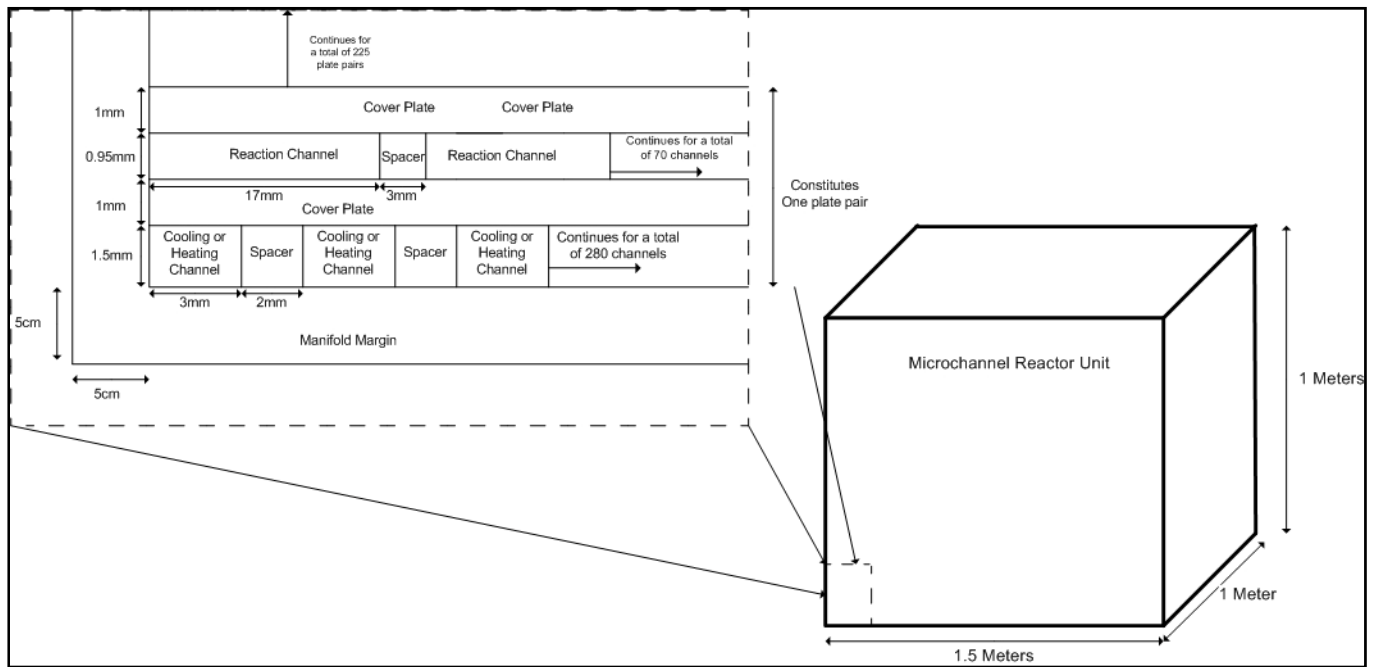 Continues for
a total of 225
plate pairs
1mm
Cover Plate
Cover Plate
0.95mm
Reaction Channel
Spacer
Reaction Channel
Continues for a total
of 70 channels
17mm
3mm
Constitutes
One plate pair
1mm
Cover Plate
1.5mm
Cooling or
Heating
Channel
Spacer
Cooling or
Heating
Channel
Spacer
Cooling or
Heating
Channel
Continues for a total
of 280 channels
3mm
2mm
5cm
Manifold Margin
5cm
Microchannel Reactor Unit
1 Meters
1 Meter
1.5 Meters